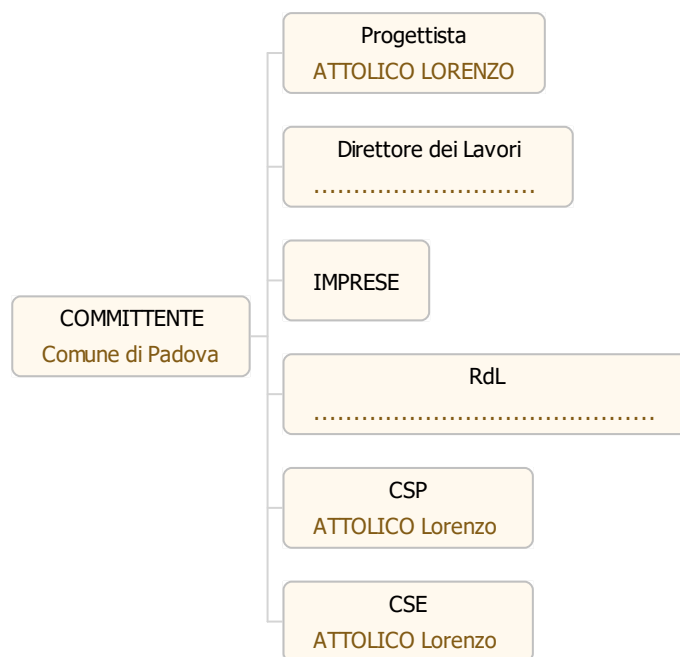 Progettista
ATTOLICO LORENZO
Direttore dei Lavori
............................
IMPRESE
COMMITTENTE
Comune di Padova
RdL
...........................................
CSP
ATTOLICO Lorenzo
CSE
ATTOLICO Lorenzo